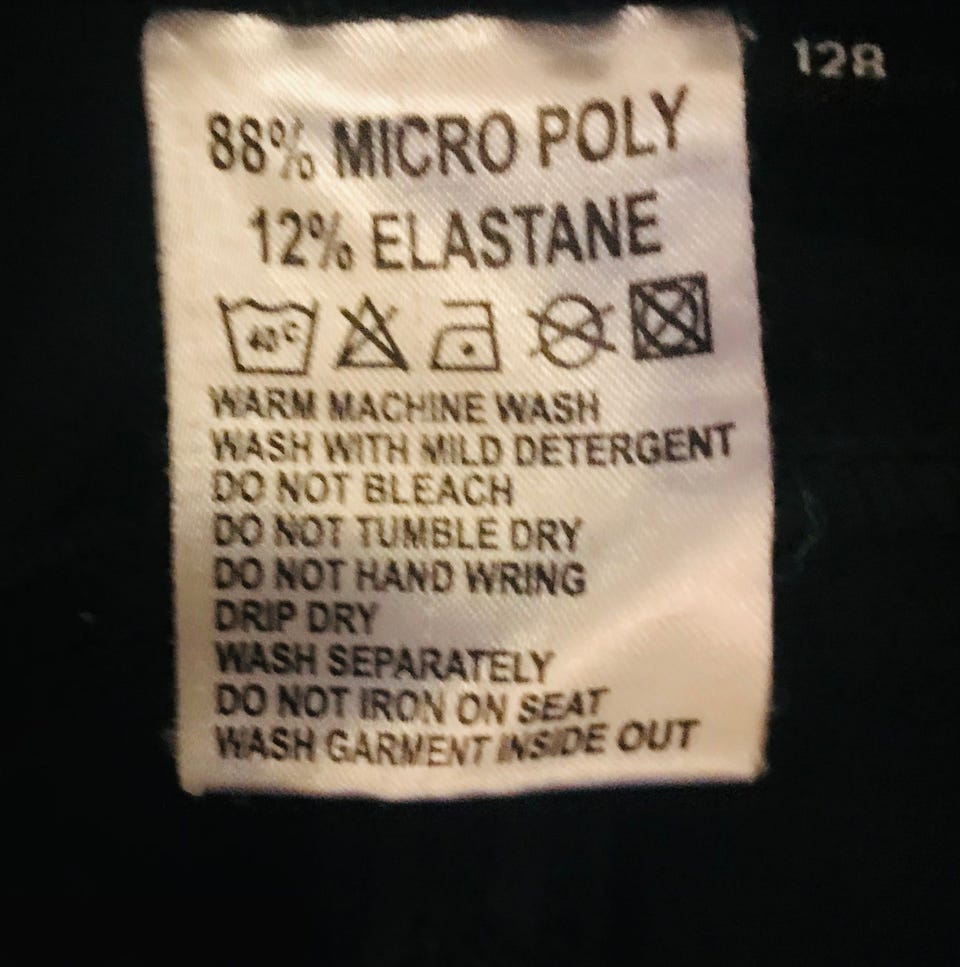 128
88% MICRO POLY
12% ELASTANE
40°C
WARM MACHINE WASH
WASH WITH MILD DETERGENT
DO NOT BLEACH
DO NOT TUMBLE DRY
DO NOT HAND WRING
DRIP DRY
WASH SEPARATELY
DO NOT IRON ON SEAT
WASH GARMENT INSIDE OUT